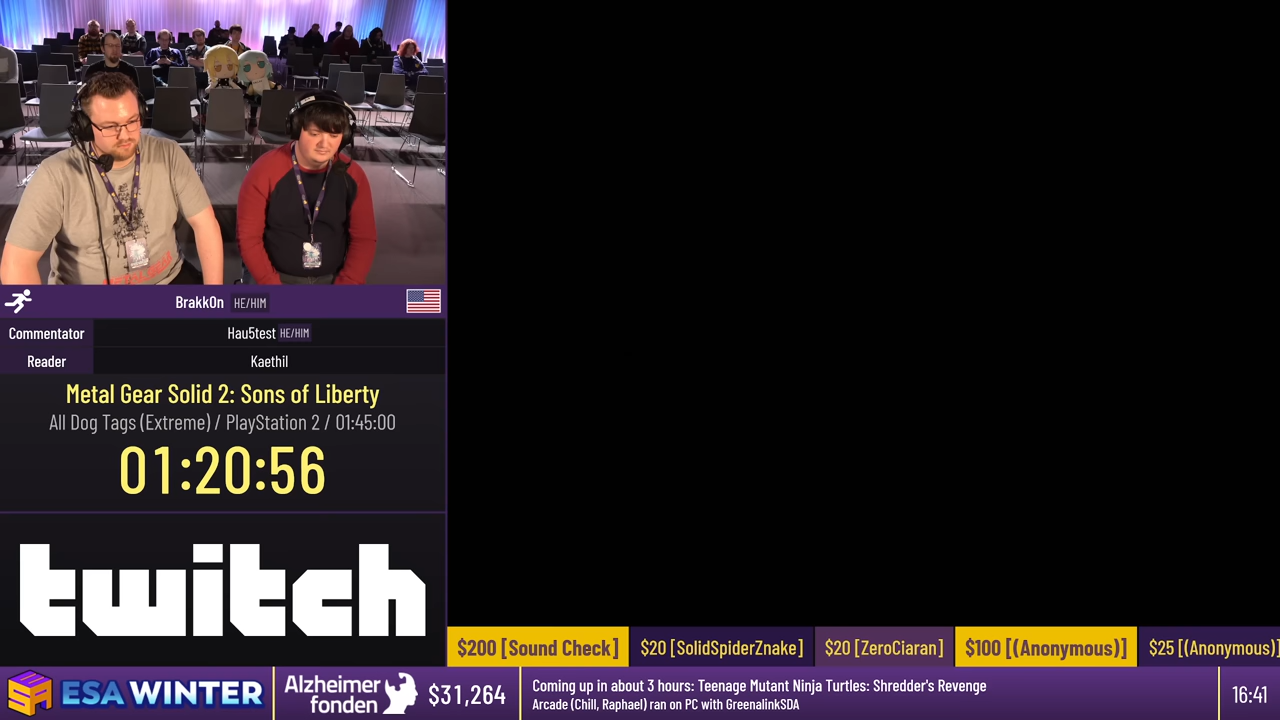 BrakkOn HE/HIM
Commentator Hau5test HE/HIM
Reader Kaethil
Metal Gear Solid 2: Sons of Liberty
All Dog Tags (Extreme) / PlayStation 2 / 01:45:00
01:20:56
twitch
$200 [Sound Check] $20 [SolidSpiderZnake] $20 [ZeroCiaran] $100 [(Anonymous)] $25 [(Anonymous)]
ESA WINTER
Alzheimer
fonden
$31,264
Coming up in about 3 hours: Teenage Mutant Ninja Turtles: Shredder's Revenge
Arcade (Chill, Raphael) ran on PC with GreenalinkSDA
16:41